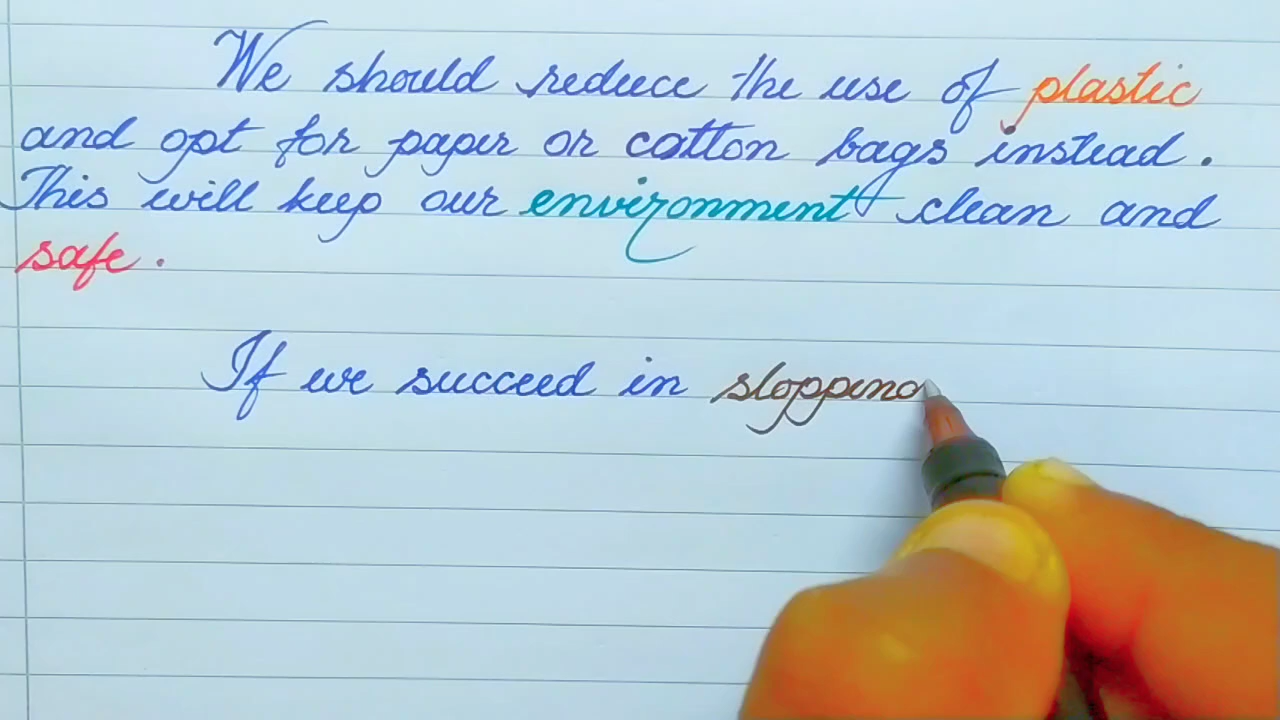 We should reduce the use of plastic
and opt for paper or cotton bags instead.
This will keep our environment clean and
safe.
If we succeed in